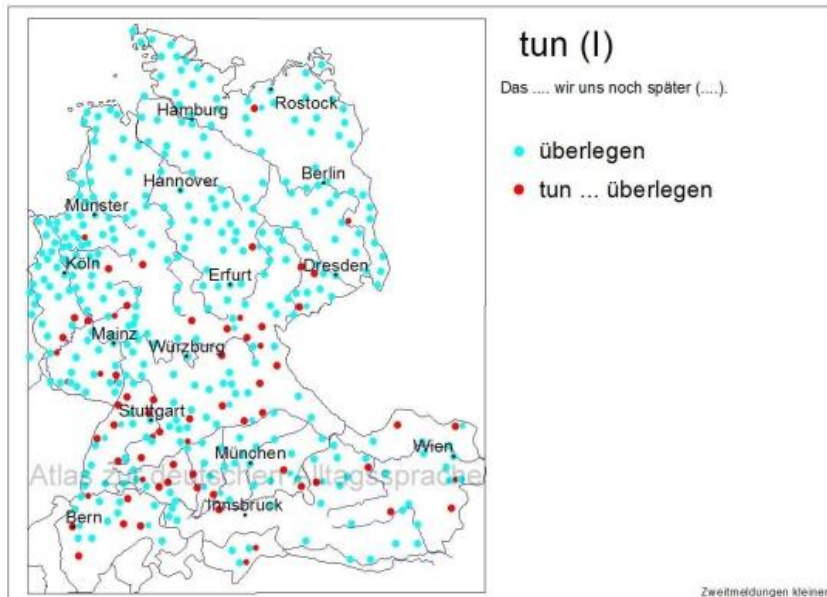 tun (I)
Das .... wir uns noch später (....).
überlegen
tun ... überlegen
Rostock
Hamburg
Berlin
Hannover
Münster
Köln
Erfurt
Dresden
Mainz
Würzburg
Stuttgart
München
Wien
Atlas zur deutschen Alltagssprache
Innsbruck
Bern
Zweitmeldungen kleiner